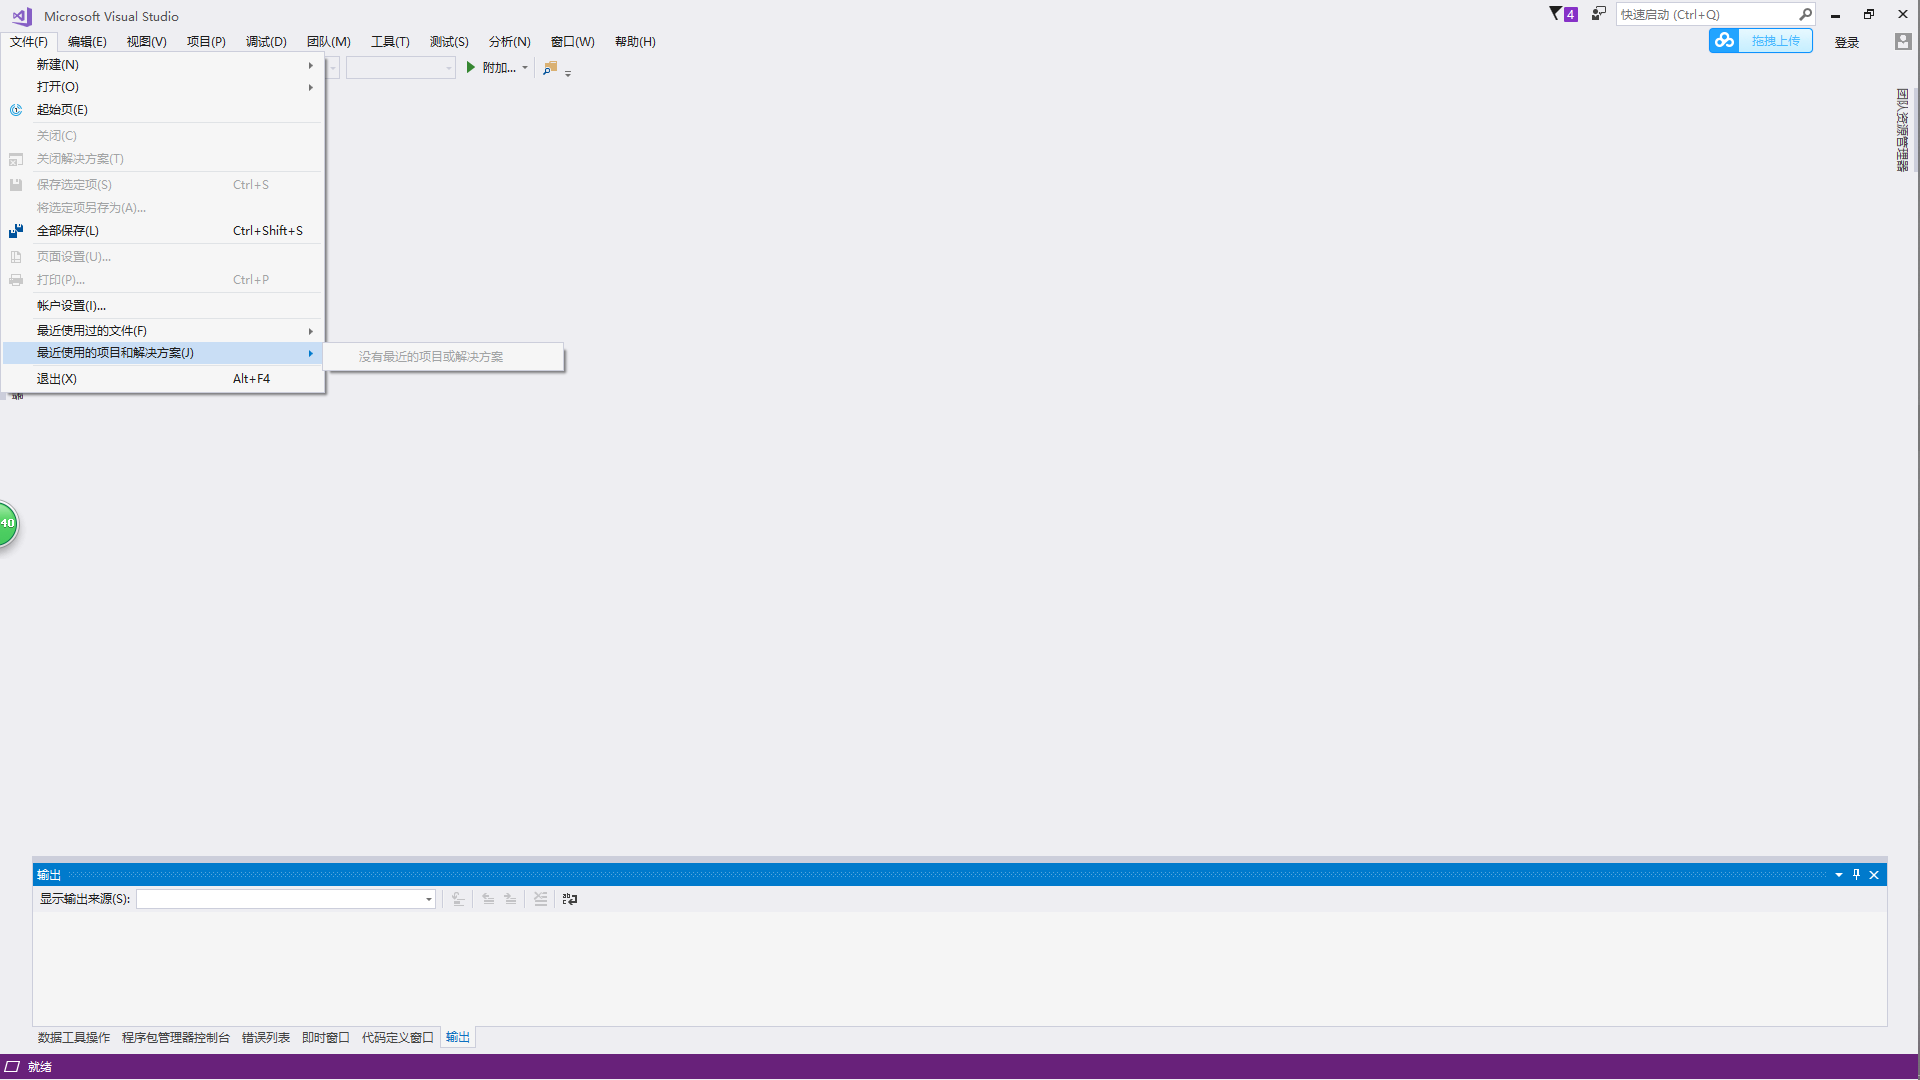 Microsoft Visual Studio
4
快速启动 (Ctrl+Q)
文件(F) 编辑(E) 视图(V) 项目(P) 调试(D) 团队(M) 工具(T) 测试(S) 分析(N) 窗口(W) 帮助(H)
拖拽上传
登录
附加...
新建(N)
打开(O)
起始页(E)
关闭(C)
关闭解决方案(T)
保存选定项(S) Ctrl+S
将选定项另存为(A)...
全部保存(L) Ctrl+Shift+S
页面设置(U)...
打印(P)... Ctrl+P
帐户设置(I)...
最近使用过的文件(F)
最近使用的项目和解决方案(J)
没有最近的项目或解决方案
退出(X) Alt+F4
团队资源管理器
40
输出
显示输出来源(S):
数据工具操作 程序包管理器控制台 错误列表 即时窗口 代码定义窗口 输出
就绪